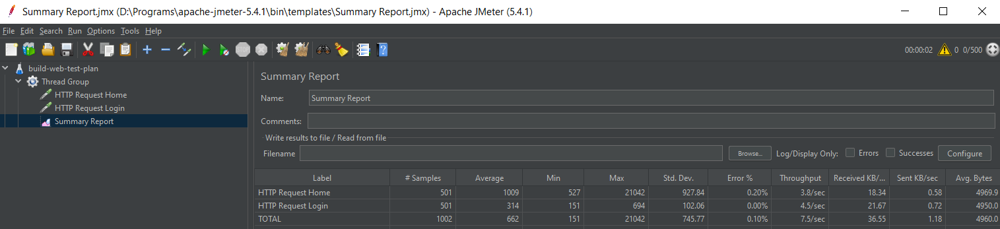 Summary Report.jmx (D:\Programs\apache-jmeter-5.4.1\bin\templates\Summary Report.jmx) - Apache JMeter (5.4.1)
File Edit Search Run Options Tools Help
STOP 00:00:02 0 0/500
build-web-test-plan
Thread Group
HTTP Request Home
HTTP Request Login
Summary Report
Summary Report
Name: Summary Report
Comments:
Write results to file / Read from file
Filename Browse... Log/Display Only: Errors Successes Configure
Label # Samples Average Min Max Std. Dev. Error % Throughput Received KB/... Sent KB/sec Avg. Bytes
HTTP Request Home 501 1009 527 21042 927.84 0.20% 3.8/sec 18.34 0.58 4969.9
HTTP Request Login 501 314 151 694 102.06 0.00% 4.5/sec 21.67 0.72 4950.0
TOTAL 1002 662 151 21042 745.77 0.10% 7.5/sec 36.55 1.18 4960.0